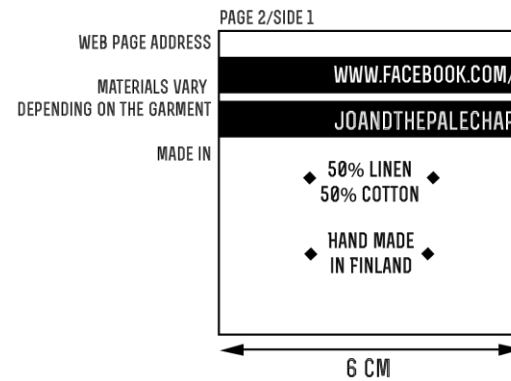 PAGE 2/SIDE 1
WEB PAGE ADDRESS
WWW.FACEBOOK.COM/
MATERIALS VARY
DEPENDING ON THE GARMENT
JOANDTHEPALECHAP
MADE IN
50% LINEN
50% COTTON
HAND MADE
IN FINLAND
6 CM